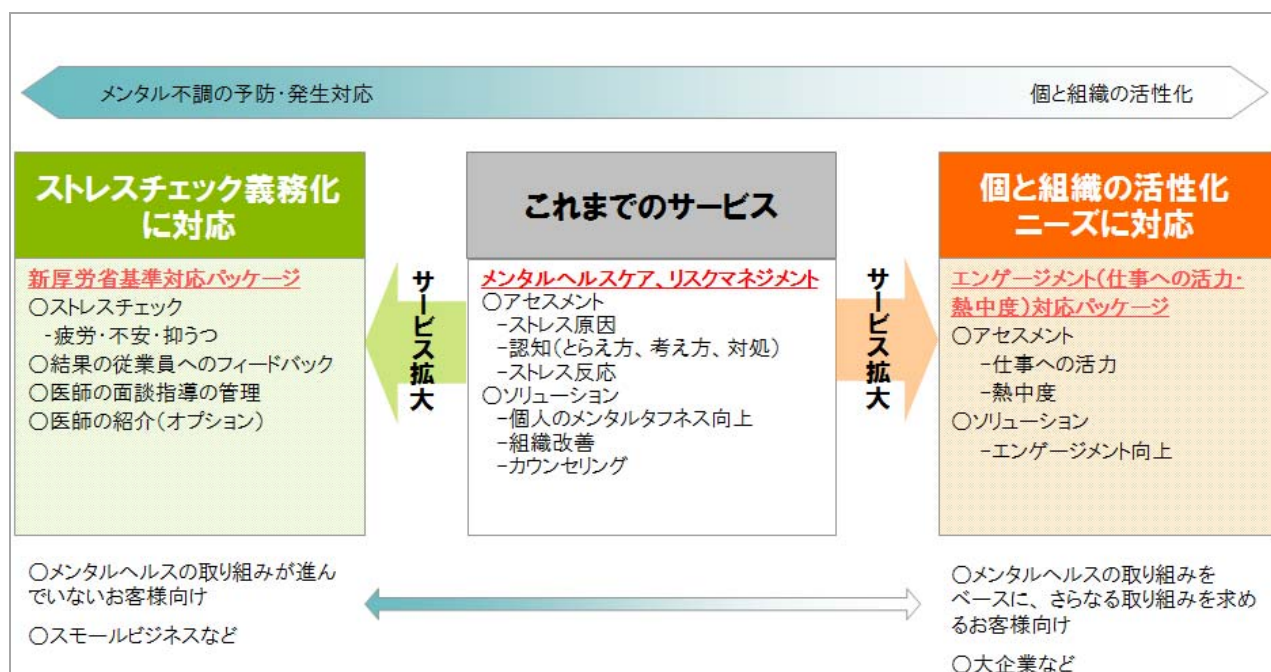 メンタル不調の予防・発生対応
個と組織の活性化
ストレスチェック義務化
に対応
新厚労省基準対応パッケージ
○ストレスチェック
-疲労・不安・抑うつ
○結果の従業員へのフィードバック
○医師の面談指導の管理
○医師の紹介(オプション)
サービス拡大
これまでのサービス
メンタルヘルスケア、リスクマネジメント
○アセスメント
-ストレス原因
-認知(とらえ方、考え方、対処)
-ストレス反応
○ソリューション
-個人のメンタルタフネス向上
-組織改善
-カウンセリング
サービス拡大
個と組織の活性化
ニーズに対応
エンゲージメント(仕事への活力・
熱中度)対応パッケージ
○アセスメント
-仕事への活力
-熱中度
○ソリューション
-エンゲージメント向上
○メンタルヘルスの取り組みが進ん
でいないお客様向け
○スモールビジネスなど
○メンタルヘルスの取り組みを
ベースに、さらなる取り組みを求め
るお客様向け
○大企業など